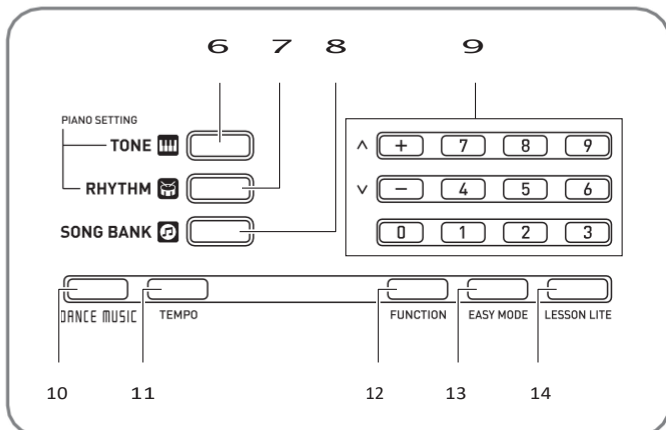 6 7 8 9
PIANO SETTING
TONE
RHYTHM
SONG BANK
+ 7 8 9
− 4 5 6
0 1 2 3
DANCE MUSIC TEMPO FUNCTION EASY MODE LESSON LITE
10 11 12 13 14